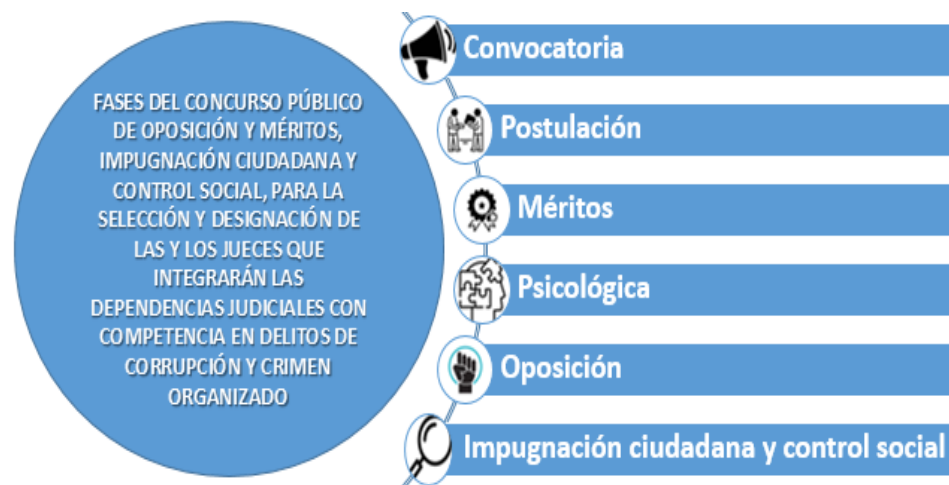 FASES DEL CONCURSO PÚBLICO
DE OPOSICIÓN Y MÉRITOS,
IMPUGNACIÓN CIUDADANA Y
CONTROL SOCIAL, PARA LA
SELECCIÓN Y DESIGNACIÓN DE
LAS Y LOS JUECES QUE
INTEGRARÁN LAS
DEPENDENCIAS JUDICIALES CON
COMPETENCIA EN DELITOS DE
CORRUPCIÓN Y CRIMEN
ORGANIZADO
Convocatoria
Postulación
Méritos
Psicológica
Oposición
Impugnación ciudadana y control social